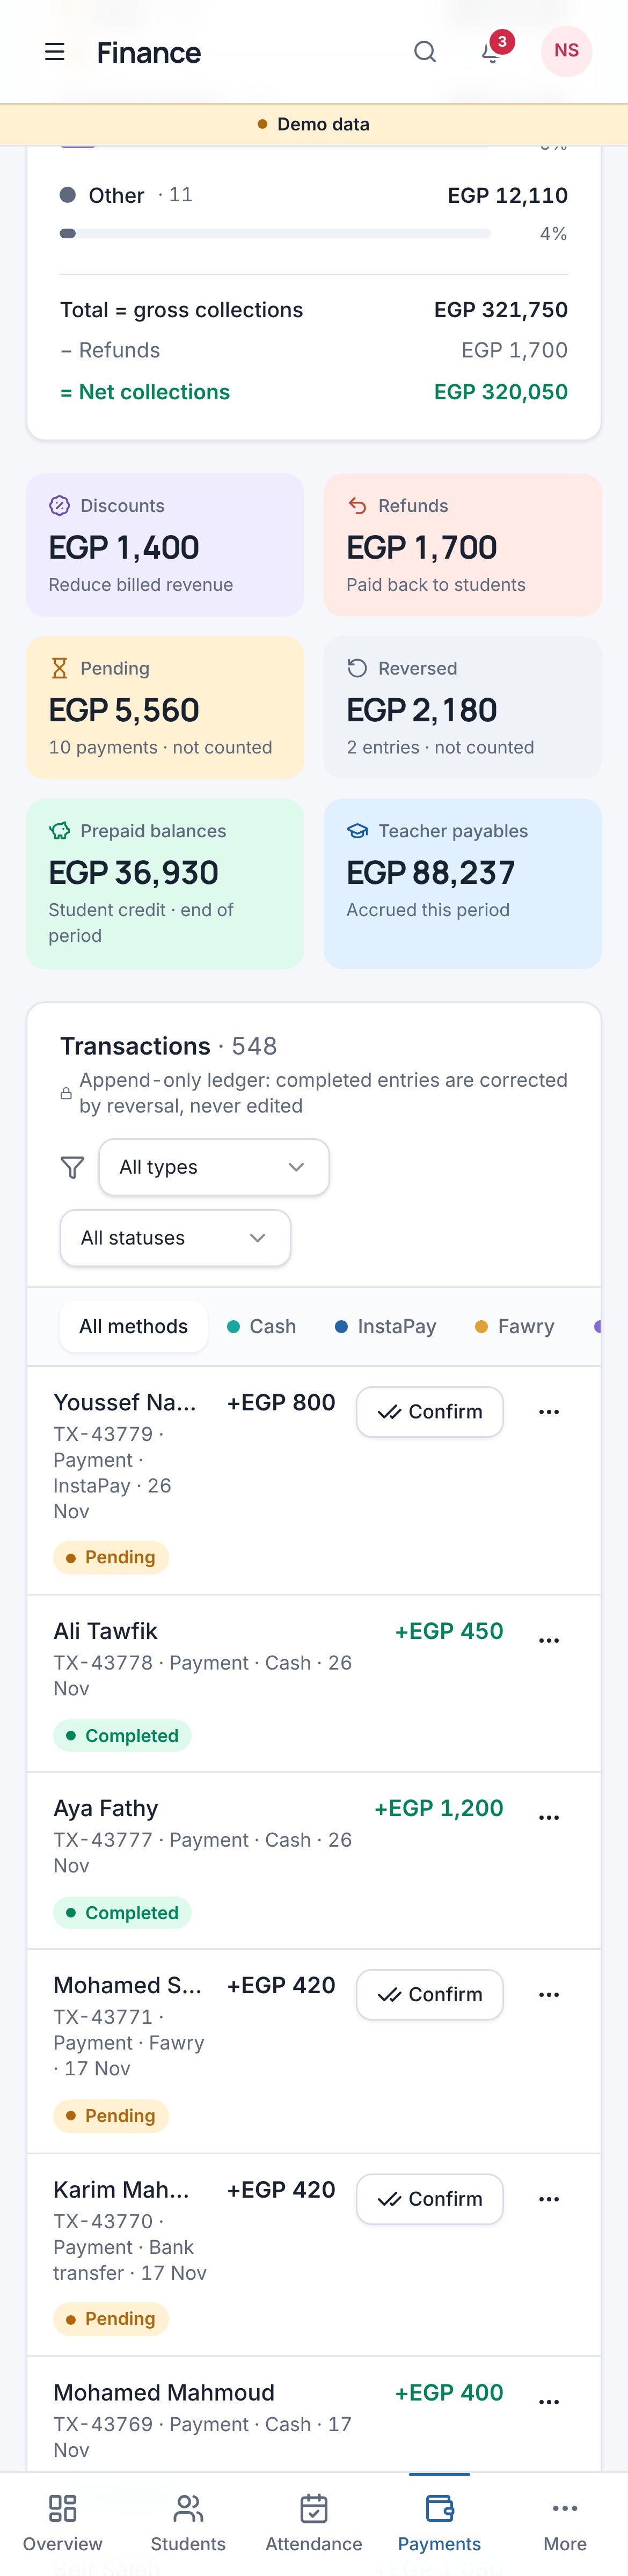 Finance
3
NS
Demo data
Other · 11
EGP 12,110
4%
Total = gross collections
EGP 321,750
− Refunds
EGP 1,700
= Net collections
EGP 320,050
Discounts
EGP 1,400
Reduce billed revenue
Refunds
EGP 1,700
Paid back to students
Pending
EGP 5,560
10 payments · not counted
Reversed
EGP 2,180
2 entries · not counted
Prepaid balances
EGP 36,930
Student credit · end of
period
Teacher payables
EGP 88,237
Accrued this period
Transactions · 548
Append-only ledger: completed entries are corrected
by reversal, never edited
All types
All statuses
All methods
Cash
InstaPay
Fawry
Youssef Na...
+EGP 800
Confirm
TX-43779 ·
Payment ·
InstaPay · 26
Nov
Pending
Ali Tawfik
+EGP 450
TX-43778 · Payment · Cash · 26
Nov
Completed
Aya Fathy
+EGP 1,200
TX-43777 · Payment · Cash · 26
Nov
Completed
Mohamed S...
+EGP 420
Confirm
TX-43771 ·
Payment · Fawry
· 17 Nov
Pending
Karim Mah...
+EGP 420
Confirm
TX-43770 ·
Payment · Bank
transfer · 17 Nov
Pending
Mohamed Mahmoud
+EGP 400
TX-43769 · Payment · Cash · 17
Nov
Overview
Students
Attendance
Payments
More